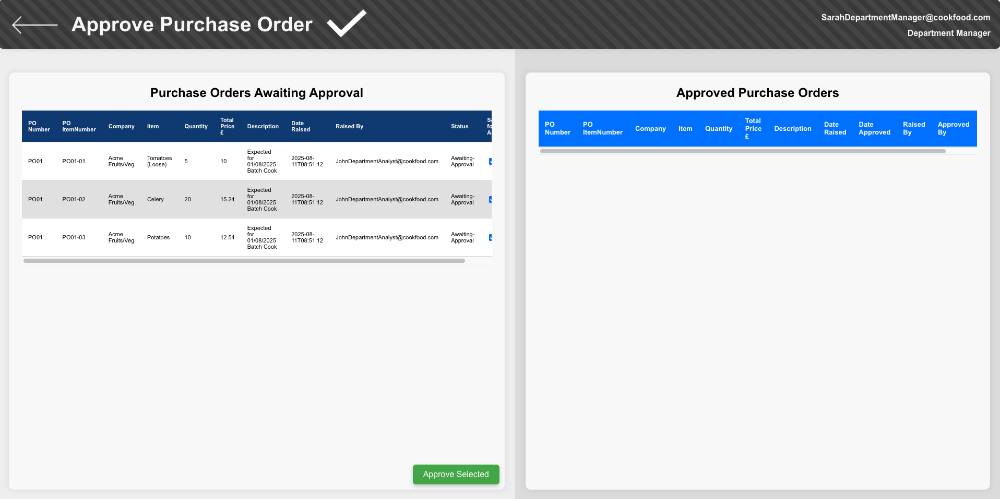 Approve Purchase Order
SarahDepartmentManager@cookfood.com
Department Manager
Purchase Orders Awaiting Approval
PO Number
PO ItemNumber
Company
Item
Quantity
Total Price £
Description
Date Raised
Raised By
Status
PO01
PO01-01
Acme Fruits/Veg
Tomatoes (Loose)
5
10
Expected for 01/08/2025 Batch Cook
2025-08-11T08:51:12
JohnDepartmentAnalyst@cookfood.com
Awaiting-Approval
PO01
PO01-02
Acme Fruits/Veg
Celery
20
15.24
Expected for 01/08/2025 Batch Cook
2025-08-11T08:51:12
JohnDepartmentAnalyst@cookfood.com
Awaiting-Approval
PO01
PO01-03
Acme Fruits/Veg
Potatoes
10
12.54
Expected for 01/08/2025 Batch Cook
2025-08-11T08:51:12
JohnDepartmentAnalyst@cookfood.com
Awaiting-Approval
Approve Selected
Approved Purchase Orders
PO Number
PO ItemNumber
Company
Item
Quantity
Total Price £
Description
Date Raised
Date Approved
Raised By
Approved By